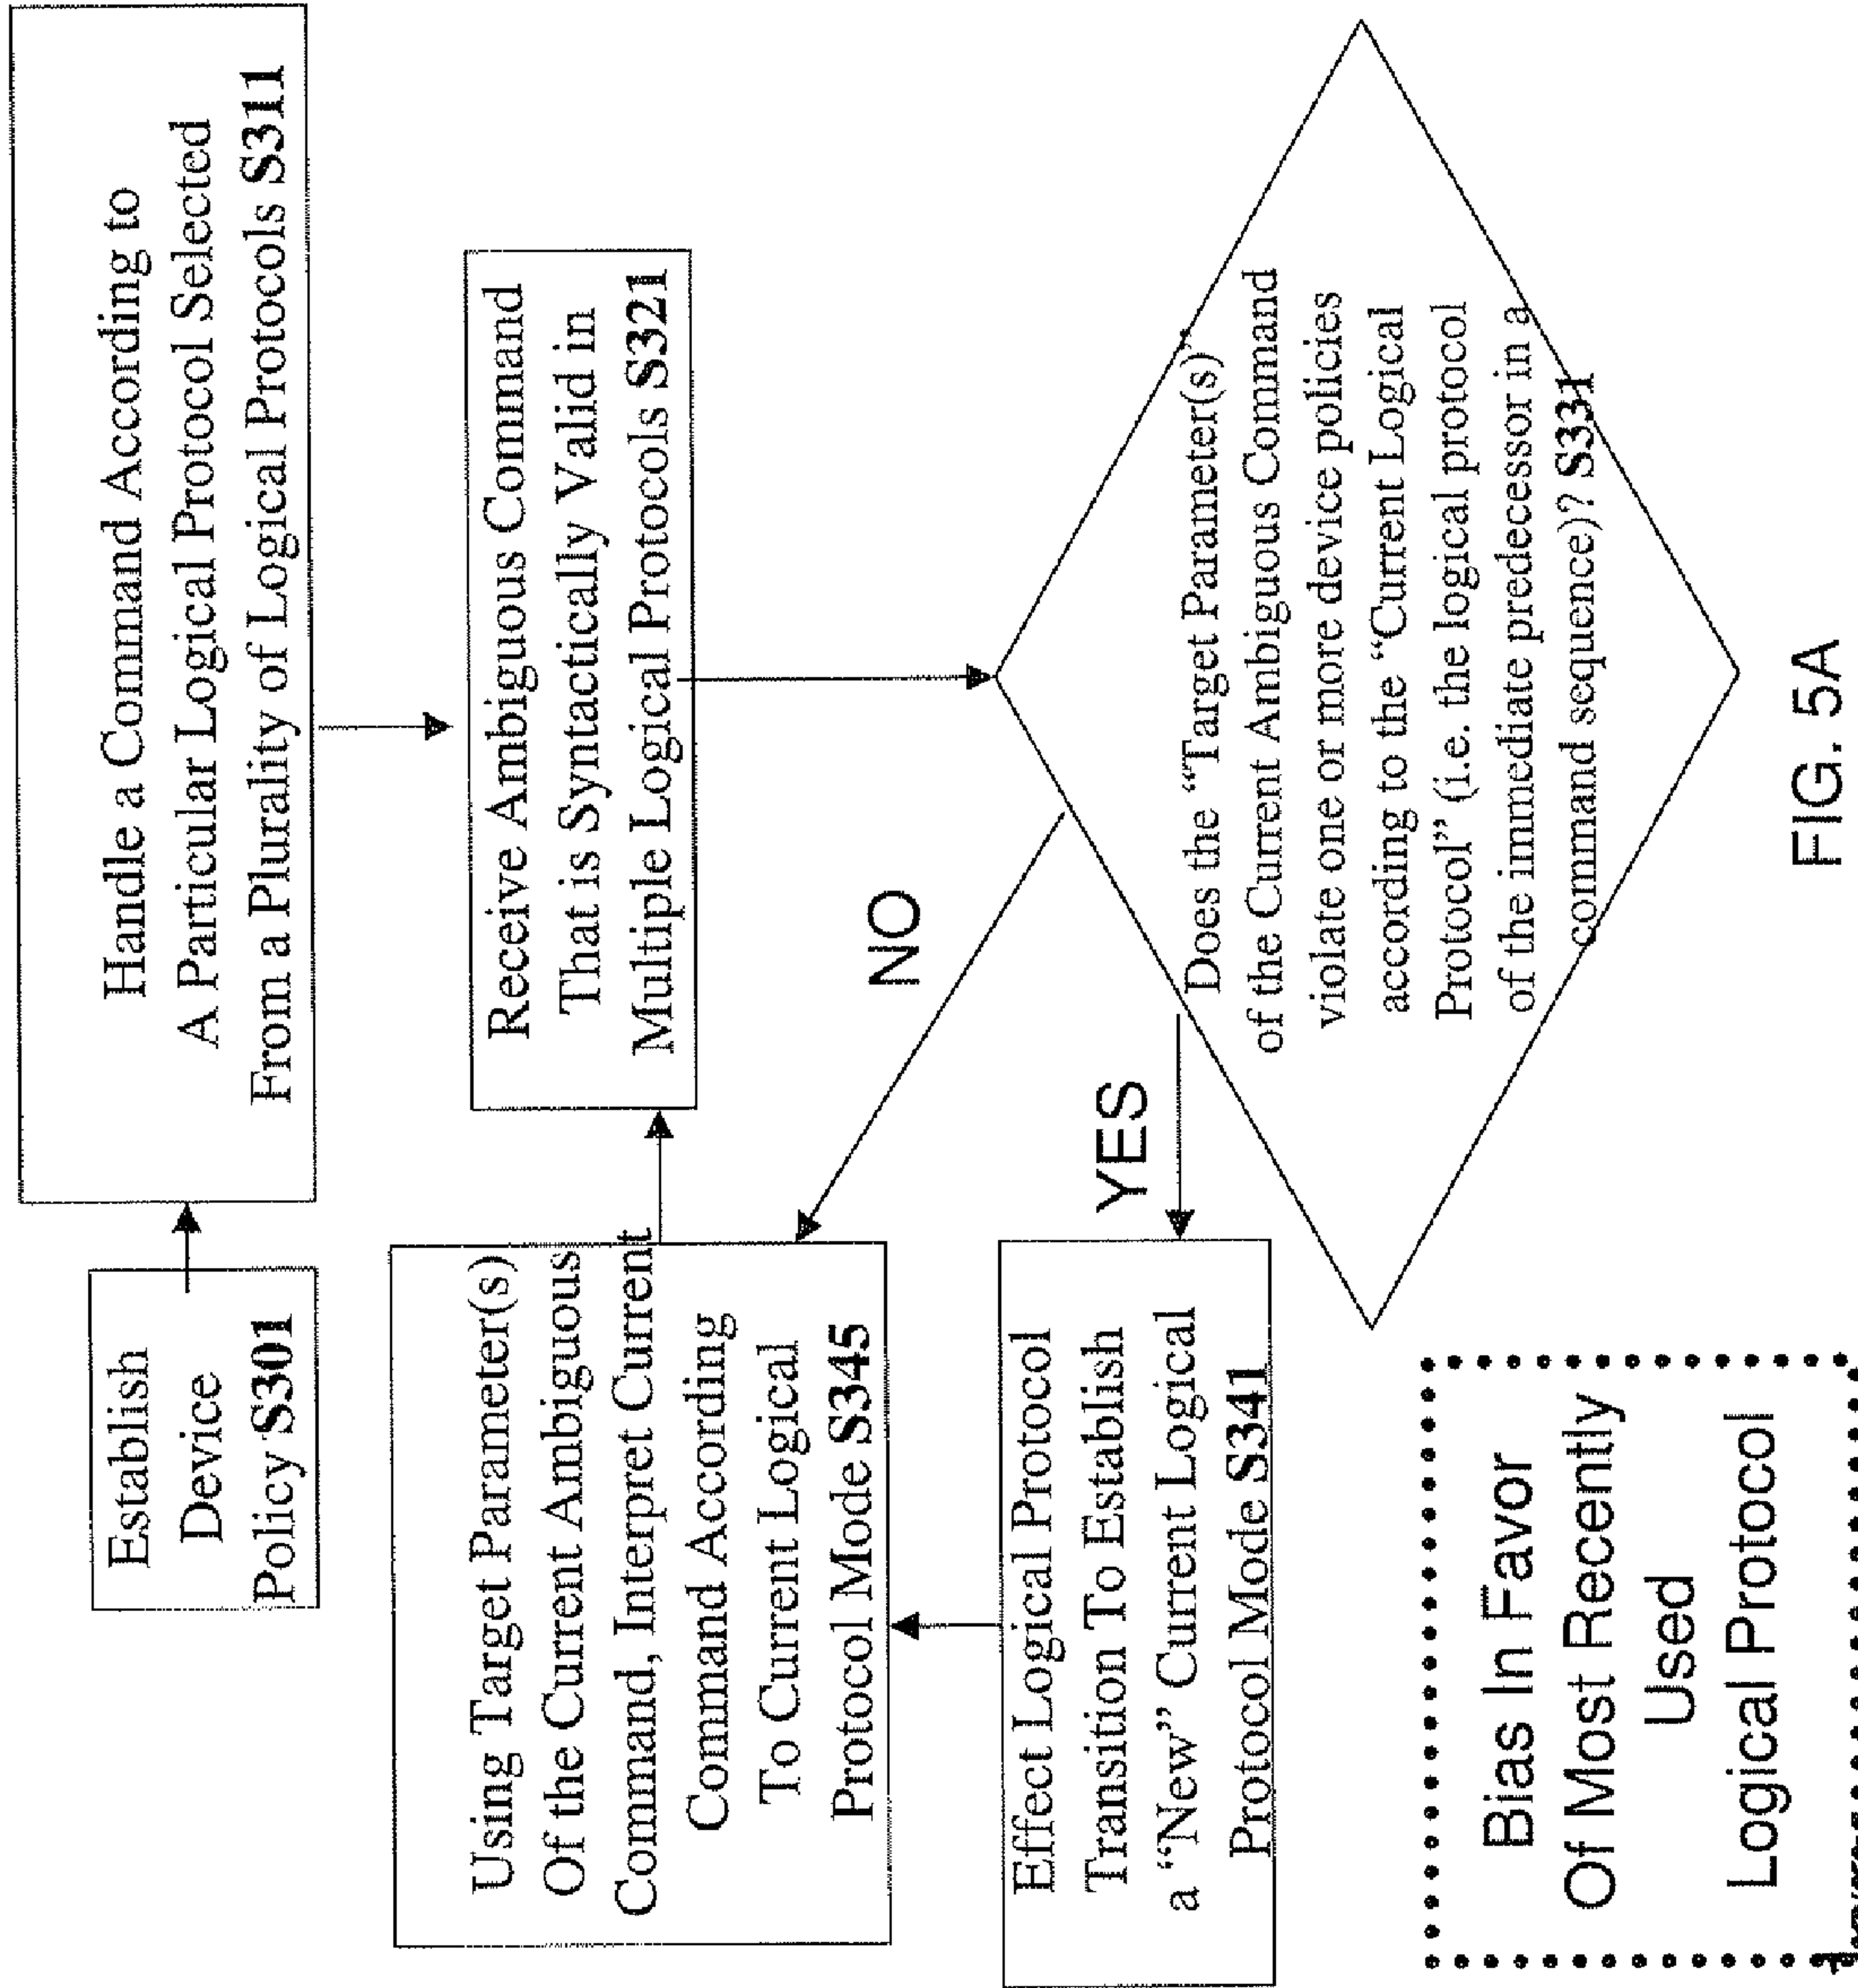 Establish
Device
Policy S301
Handle a Command According to
A Particular Logical Protocol Selected
From a Plurality of Logical Protocols S311
Receive Ambiguous Command
That is Syntactically Valid in
Multiple Logical Protocols S321
Using Target Parameter(s)
Of the Current Ambiguous
Command, Interpret Current
Command According
To Current Logical
Protocol Mode S345
NO
YES
Effect Logical Protocol
Transition To Establish
a “New” Current Logical
Protocol Mode S341
Does the “Target Parameter(s)”
of the Current Ambiguous Command
violate one or more device policies
according to the “Current Logical
Protocol” (i.e. the logical protocol
of the immediate predecessor in a
command sequence)? S331
Bias In Favor
Of Most Recently
Used
Logical Protocol
FIG. 5A